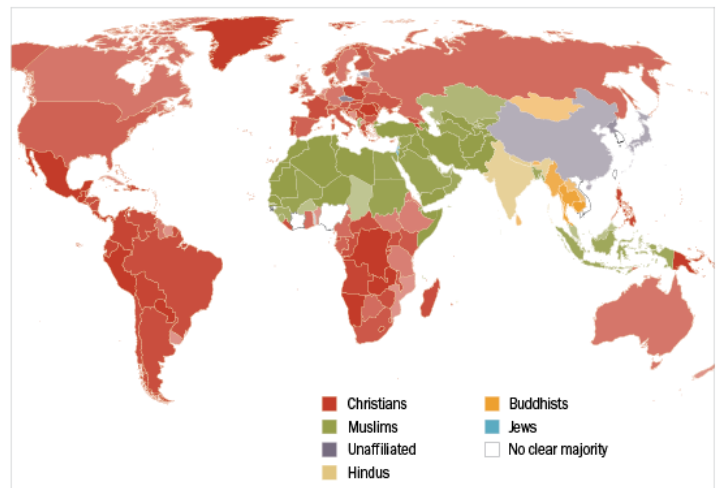 Christians
Muslims
Unaffiliated
Hindus
Buddhists
Jews
No clear majority